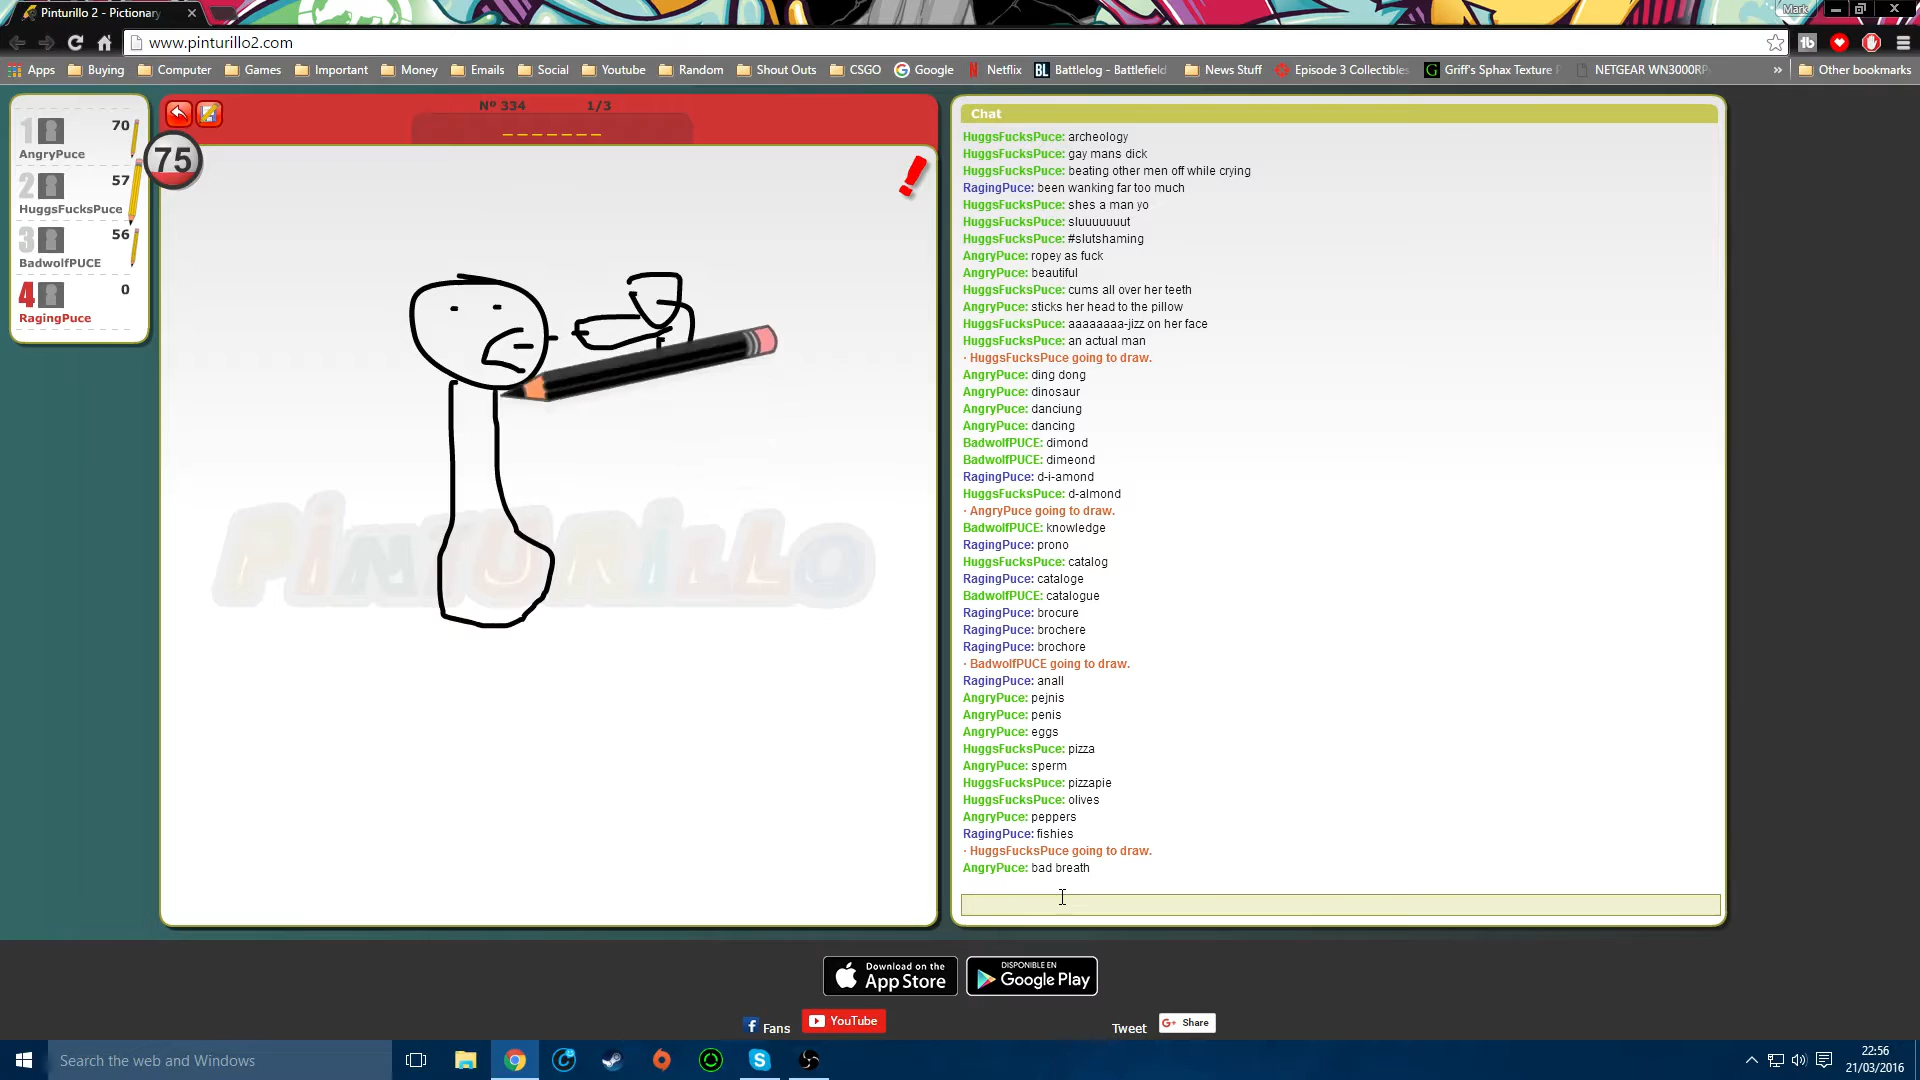 Pinturillo 2 - Pictionary
Mark
www.pinturillo2.com
Apps Buying Computer Games Important Money Emails Social Youtube Random Shout Outs CSGO Google Netflix Battlelog - Battlefield News Stuff Episode 3 Collectibles Griff's Sphax Texture P NETGEAR WN3000RP » Other bookmarks
1 70
AngryPuce
2 57
HuggsFucksPuce
3 56
BadwolfPUCE
4 0
RagingPuce
75
Nº 334 1/3
_ _ _ _ _ _ _
PINTURILLO
Chat
HuggsFucksPuce: archeology
HuggsFucksPuce: gay mans dick
HuggsFucksPuce: beating other men off while crying
RagingPuce: been wanking far too much
HuggsFucksPuce: shes a man yo
HuggsFucksPuce: sluuuuuuut
HuggsFucksPuce: #slutshaming
AngryPuce: ropey as fuck
AngryPuce: beautiful
HuggsFucksPuce: cums all over her teeth
AngryPuce: sticks her head to the pillow
HuggsFucksPuce: aaaaaaaa-jizz on her face
HuggsFucksPuce: an actual man
· HuggsFucksPuce going to draw.
AngryPuce: ding dong
AngryPuce: dinosaur
AngryPuce: danciung
AngryPuce: dancing
BadwolfPUCE: dimond
BadwolfPUCE: dimeond
RagingPuce: d-i-amond
HuggsFucksPuce: d-almond
· AngryPuce going to draw.
BadwolfPUCE: knowledge
RagingPuce: prono
HuggsFucksPuce: catalog
RagingPuce: cataloge
BadwolfPUCE: catalogue
RagingPuce: brocure
RagingPuce: brochere
RagingPuce: brochore
· BadwolfPUCE going to draw.
RagingPuce: anall
AngryPuce: pejnis
AngryPuce: penis
AngryPuce: eggs
HuggsFucksPuce: pizza
AngryPuce: sperm
HuggsFucksPuce: pizzapie
HuggsFucksPuce: olives
AngryPuce: peppers
RagingPuce: fishies
· HuggsFucksPuce going to draw.
AngryPuce: bad breath
Download on the App Store
DISPONIBLE EN Google Play
Fans YouTube Tweet G+ Share
Search the web and Windows
22:56
21/03/2016